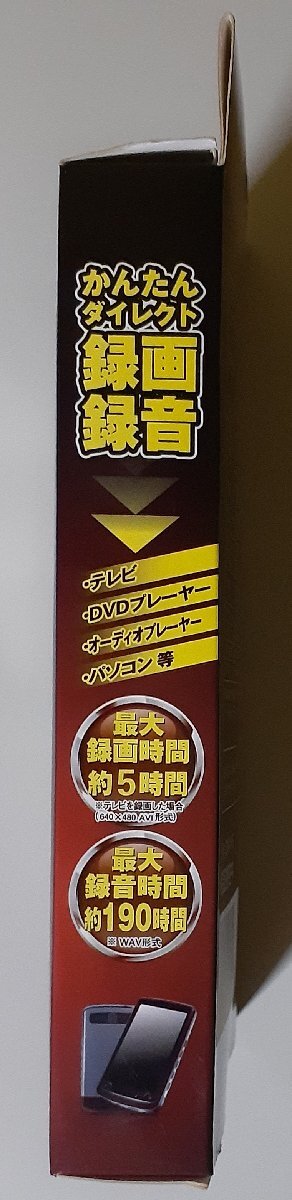 かんたん
ダイレクト
録画
録音
・テレビ
・DVDプレーヤー
・オーディオプレーヤー
・パソコン 等
最大
録画時間
約5時間
※テレビを録画した場合
(640×480 AVI形式)
最大
録音時間
約190時間
※ WAV形式